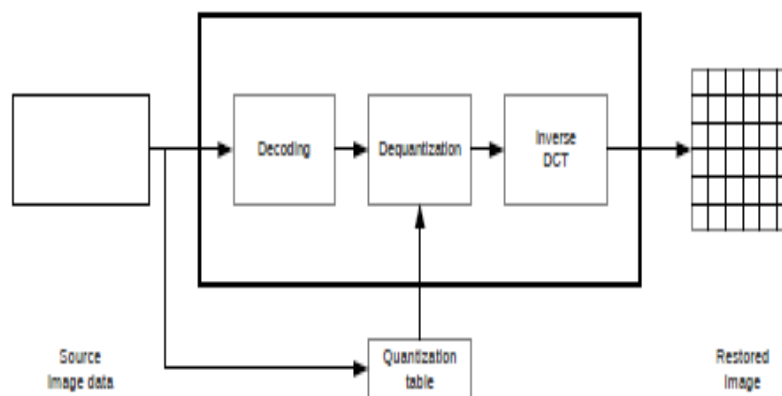 Decoding
Dequantization
Inverse
DCT
Source
Image data
Quantization
table
Restored
Image